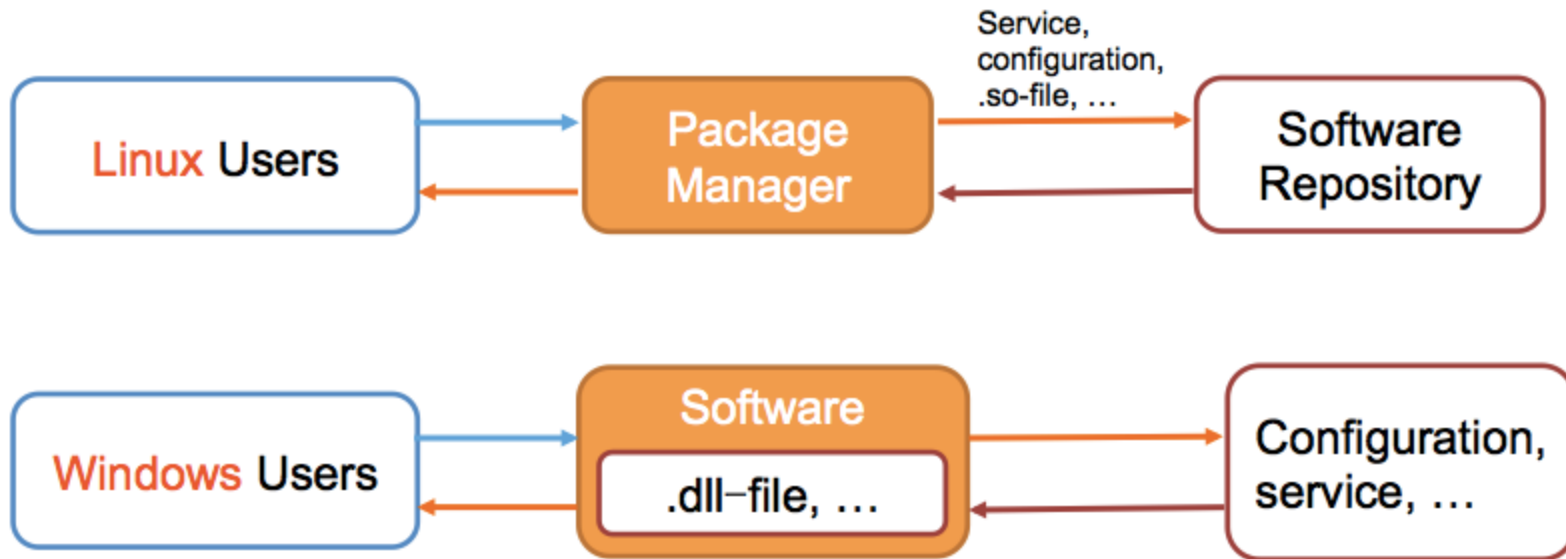 Service,
configuration,
.so-file, …
Linux Users
Package
Manager
Software
Repository
Windows Users
Software
.dll-file, …
Configuration,
service, …